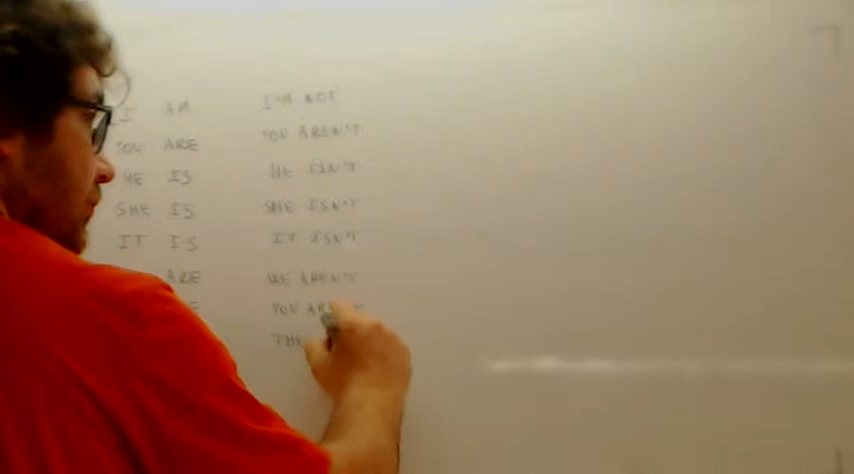 I AM I'M NOT
YOU ARE YOU AREN'T
HE IS HE ISN'T
SHE IS SHE ISN'T
IT IS IT ISN'T
ARE WE AREN'T
YOU